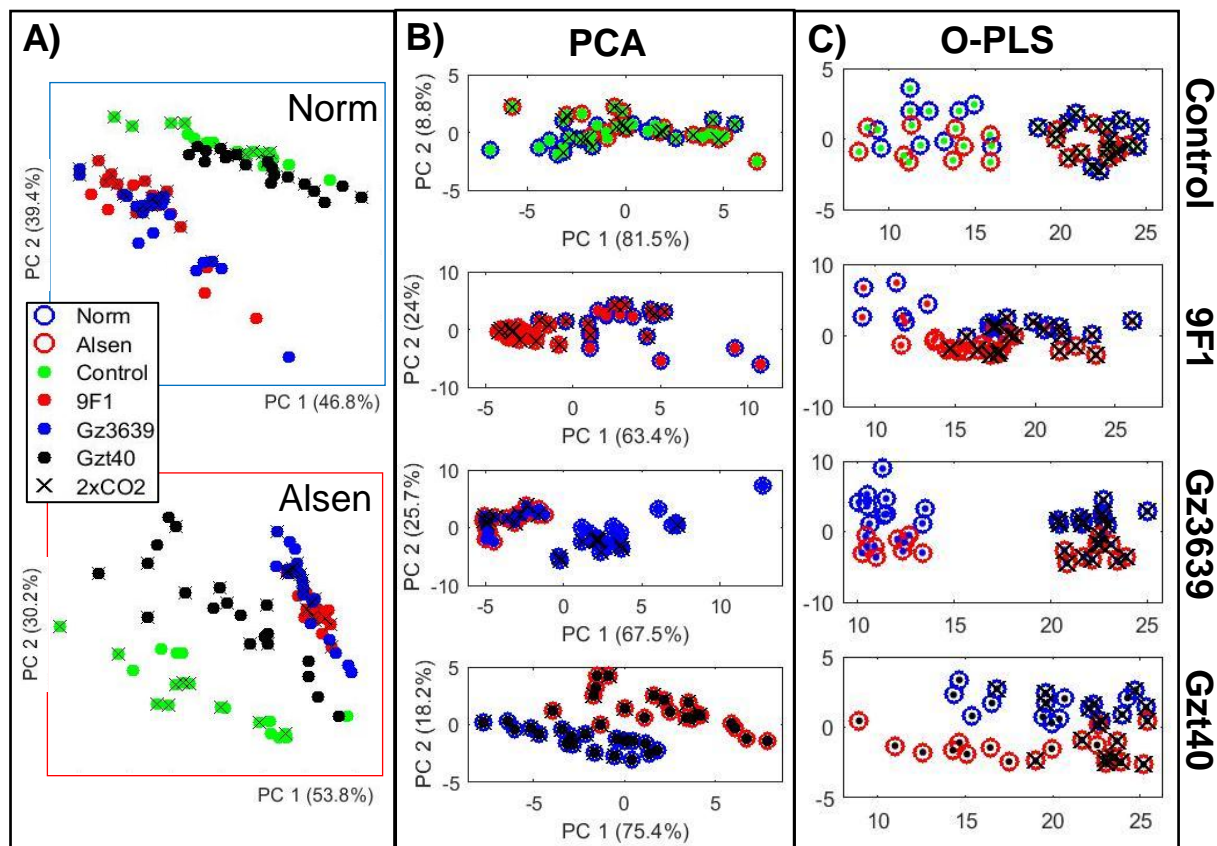 A)
Norm
PC 2 (39.4%)
PC 1 (46.8%)
Norm
Alsen
Control
9F1
Gz3639
Gzt40
2xCO2
Alsen
PC 2 (30.2%)
PC 1 (53.8%)
B)
PCA
5
0
-5
PC 2 (8.8%)
-5 0 5
PC 1 (81.5%)
10
0
-10
PC 2 (24%)
-5 0 5 10
PC 1 (63.4%)
10
0
-10
PC 2 (25.7%)
-5 0 5 10
PC 1 (67.5%)
5
0
-5
PC 2 (18.2%)
-5 0 5
PC 1 (75.4%)
C)
O-PLS
5
0
-5
10 15 20 25
Control
10
0
-10
10 15 20 25
9F1
10
0
-10
10 15 20 25
Gz3639
5
0
-5
10 15 20 25
Gzt40